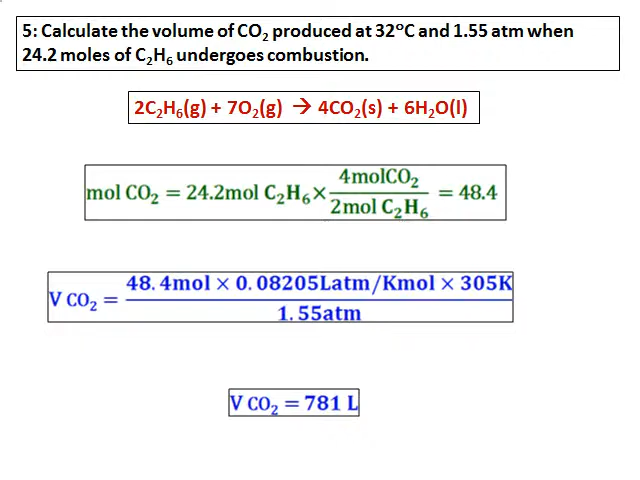 5: Calculate the volume of CO₂ produced at 32°C and 1.55 atm when
24.2 moles of C₂H₆ undergoes combustion.
2C₂H₆(g) + 7O₂(g) → 4CO₂(s) + 6H₂O(l)
mol CO₂ = 24.2mol C₂H₆ × 4molCO₂ / 2mol C₂H₆ = 48.4
V CO₂ = 48.4mol × 0.08205Latm/Kmol × 305K / 1.55atm
V CO₂ = 781 L